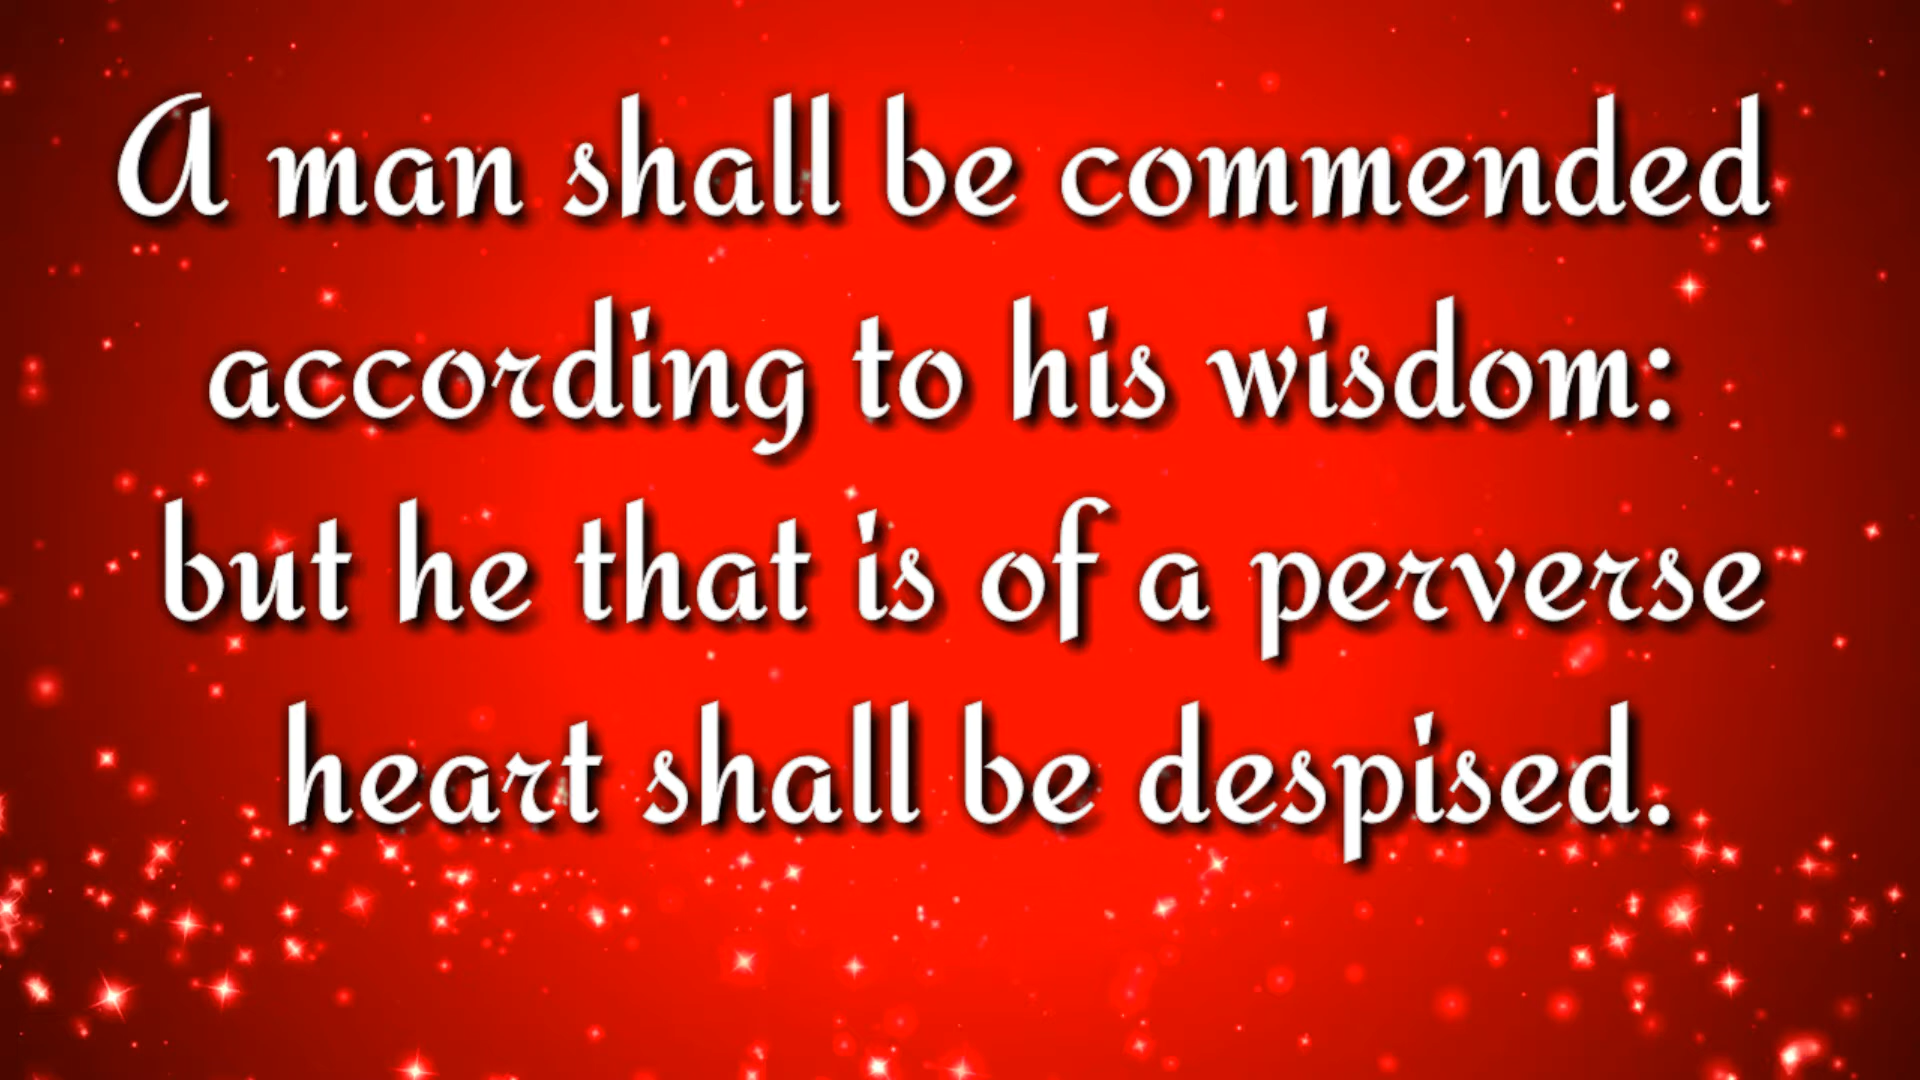 A man shall be commended
according to his wisdom:
but he that is of a perverse
heart shall be despised.